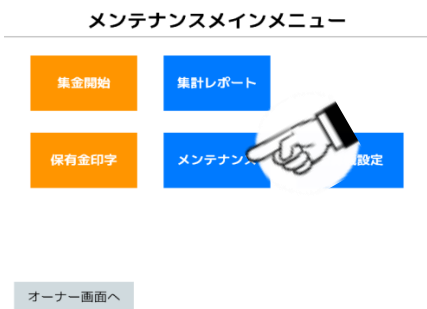 メンテナンスメインメニュー
集金開始
集計レポート
保有金印字
メンテナンス
設定
オーナー画面へ